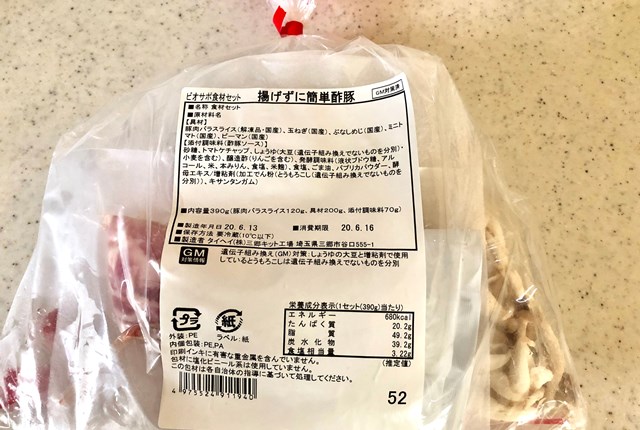 ビオサポ食材セット 揚げずに簡単酢豚 GM対策済
■名称 食材セット
■原材料名
【具材】
豚肉バラスライス(解凍品・国産)、玉ねぎ(国産)、ぶなしめじ(国産)、ミニト
マト(国産)、ピーマン(国産)
【添付調味料(酢豚ソース)】
砂糖、トマトケチャップ、しょうゆ(大豆(遺伝子組み換えでないものを分別)・
小麦を含む)、醸造酢(りんごを含む)、発酵調味料(液状ブドウ糖、アル
コール、米、本みりん、食塩、米麹)、食塩、ごま油、パプリカパウダー、酵
母エキス/増粘剤(加工でん粉(とうもろこし(遺伝子組み換えでないものを
分別))、キサンタンガム)
■内容量390g(豚肉バラスライス120g、具材200g、添付調味料70g)
■製造年月日 20.6.13 ■消費期限 20.6.16
■保存方法 要冷蔵(10℃以下)
■製造者 タイヘイ(株)三郷キット工場 埼玉県三郷市谷口555-1
GM対策情報 遺伝子組み換え(GM)対策:しょうゆの大豆と増粘剤で使用
しているとうもろこしは遺伝子組み換えでないものを分別
プラ 紙
外装:PE ラベル:紙
内個包装:PE,PA
印刷インキに有害な重金属を含んでいません。
包材に塩化ビニール系は使用していません。
この包材は各自治体の指導に基づいて処理してください。
栄養成分表示(1セット(390g)当たり)
エネルギー 680kcal
たんぱく質 20.2g
脂質 49.2g
炭水化物 39.2g
食塩相当量 3.22g
(推定値)
4973524911940
52